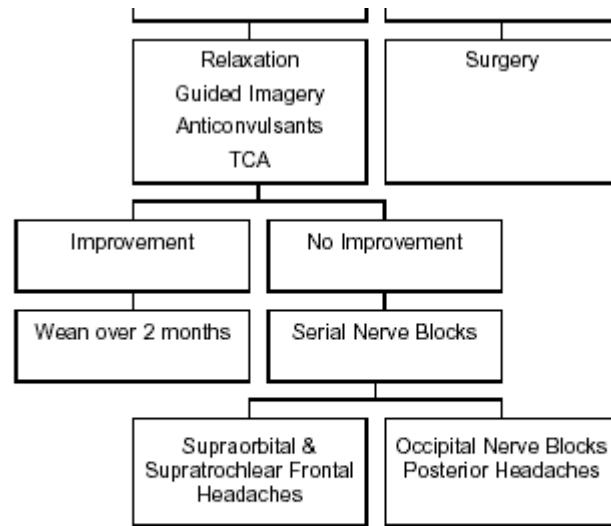 Relaxation
Guided Imagery
Anticonvulsants
TCA
Surgery
Improvement
No Improvement
Wean over 2 months
Serial Nerve Blocks
Supraorbital &
Supratrochlear Frontal
Headaches
Occipital Nerve Blocks
Posterior Headaches